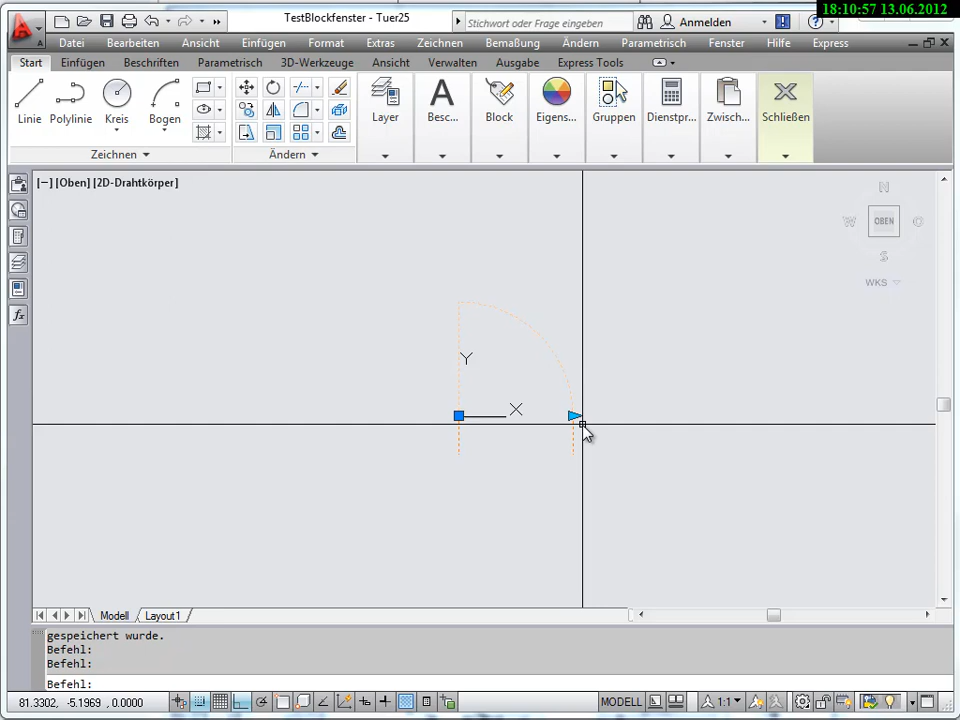 18:10:57 13.06.2012
TestBlockfenster - Tuer25
Stichwort oder Frage eingeben
Anmelden
Datei Bearbeiten Ansicht Einfügen Format Extras Zeichnen Bemaßung Ändern Parametrisch Fenster Hilfe Express
Start Einfügen Beschriften Parametrisch 3D-Werkzeuge Ansicht Verwalten Ausgabe Express Tools
Linie Polylinie Kreis Bogen Layer Besc... Block Eigens... Gruppen Dienstpr... Zwisch... Schließen
Zeichnen Ändern
[−] [Oben] [2D-Drahtkörper]
N
W OBEN O
S
WKS
Y
X
Modell Layout1
gespeichert wurde.
Befehl:
Befehl:
Befehl:
81.3302, -5.1969 , 0.0000 MODELL 1:1